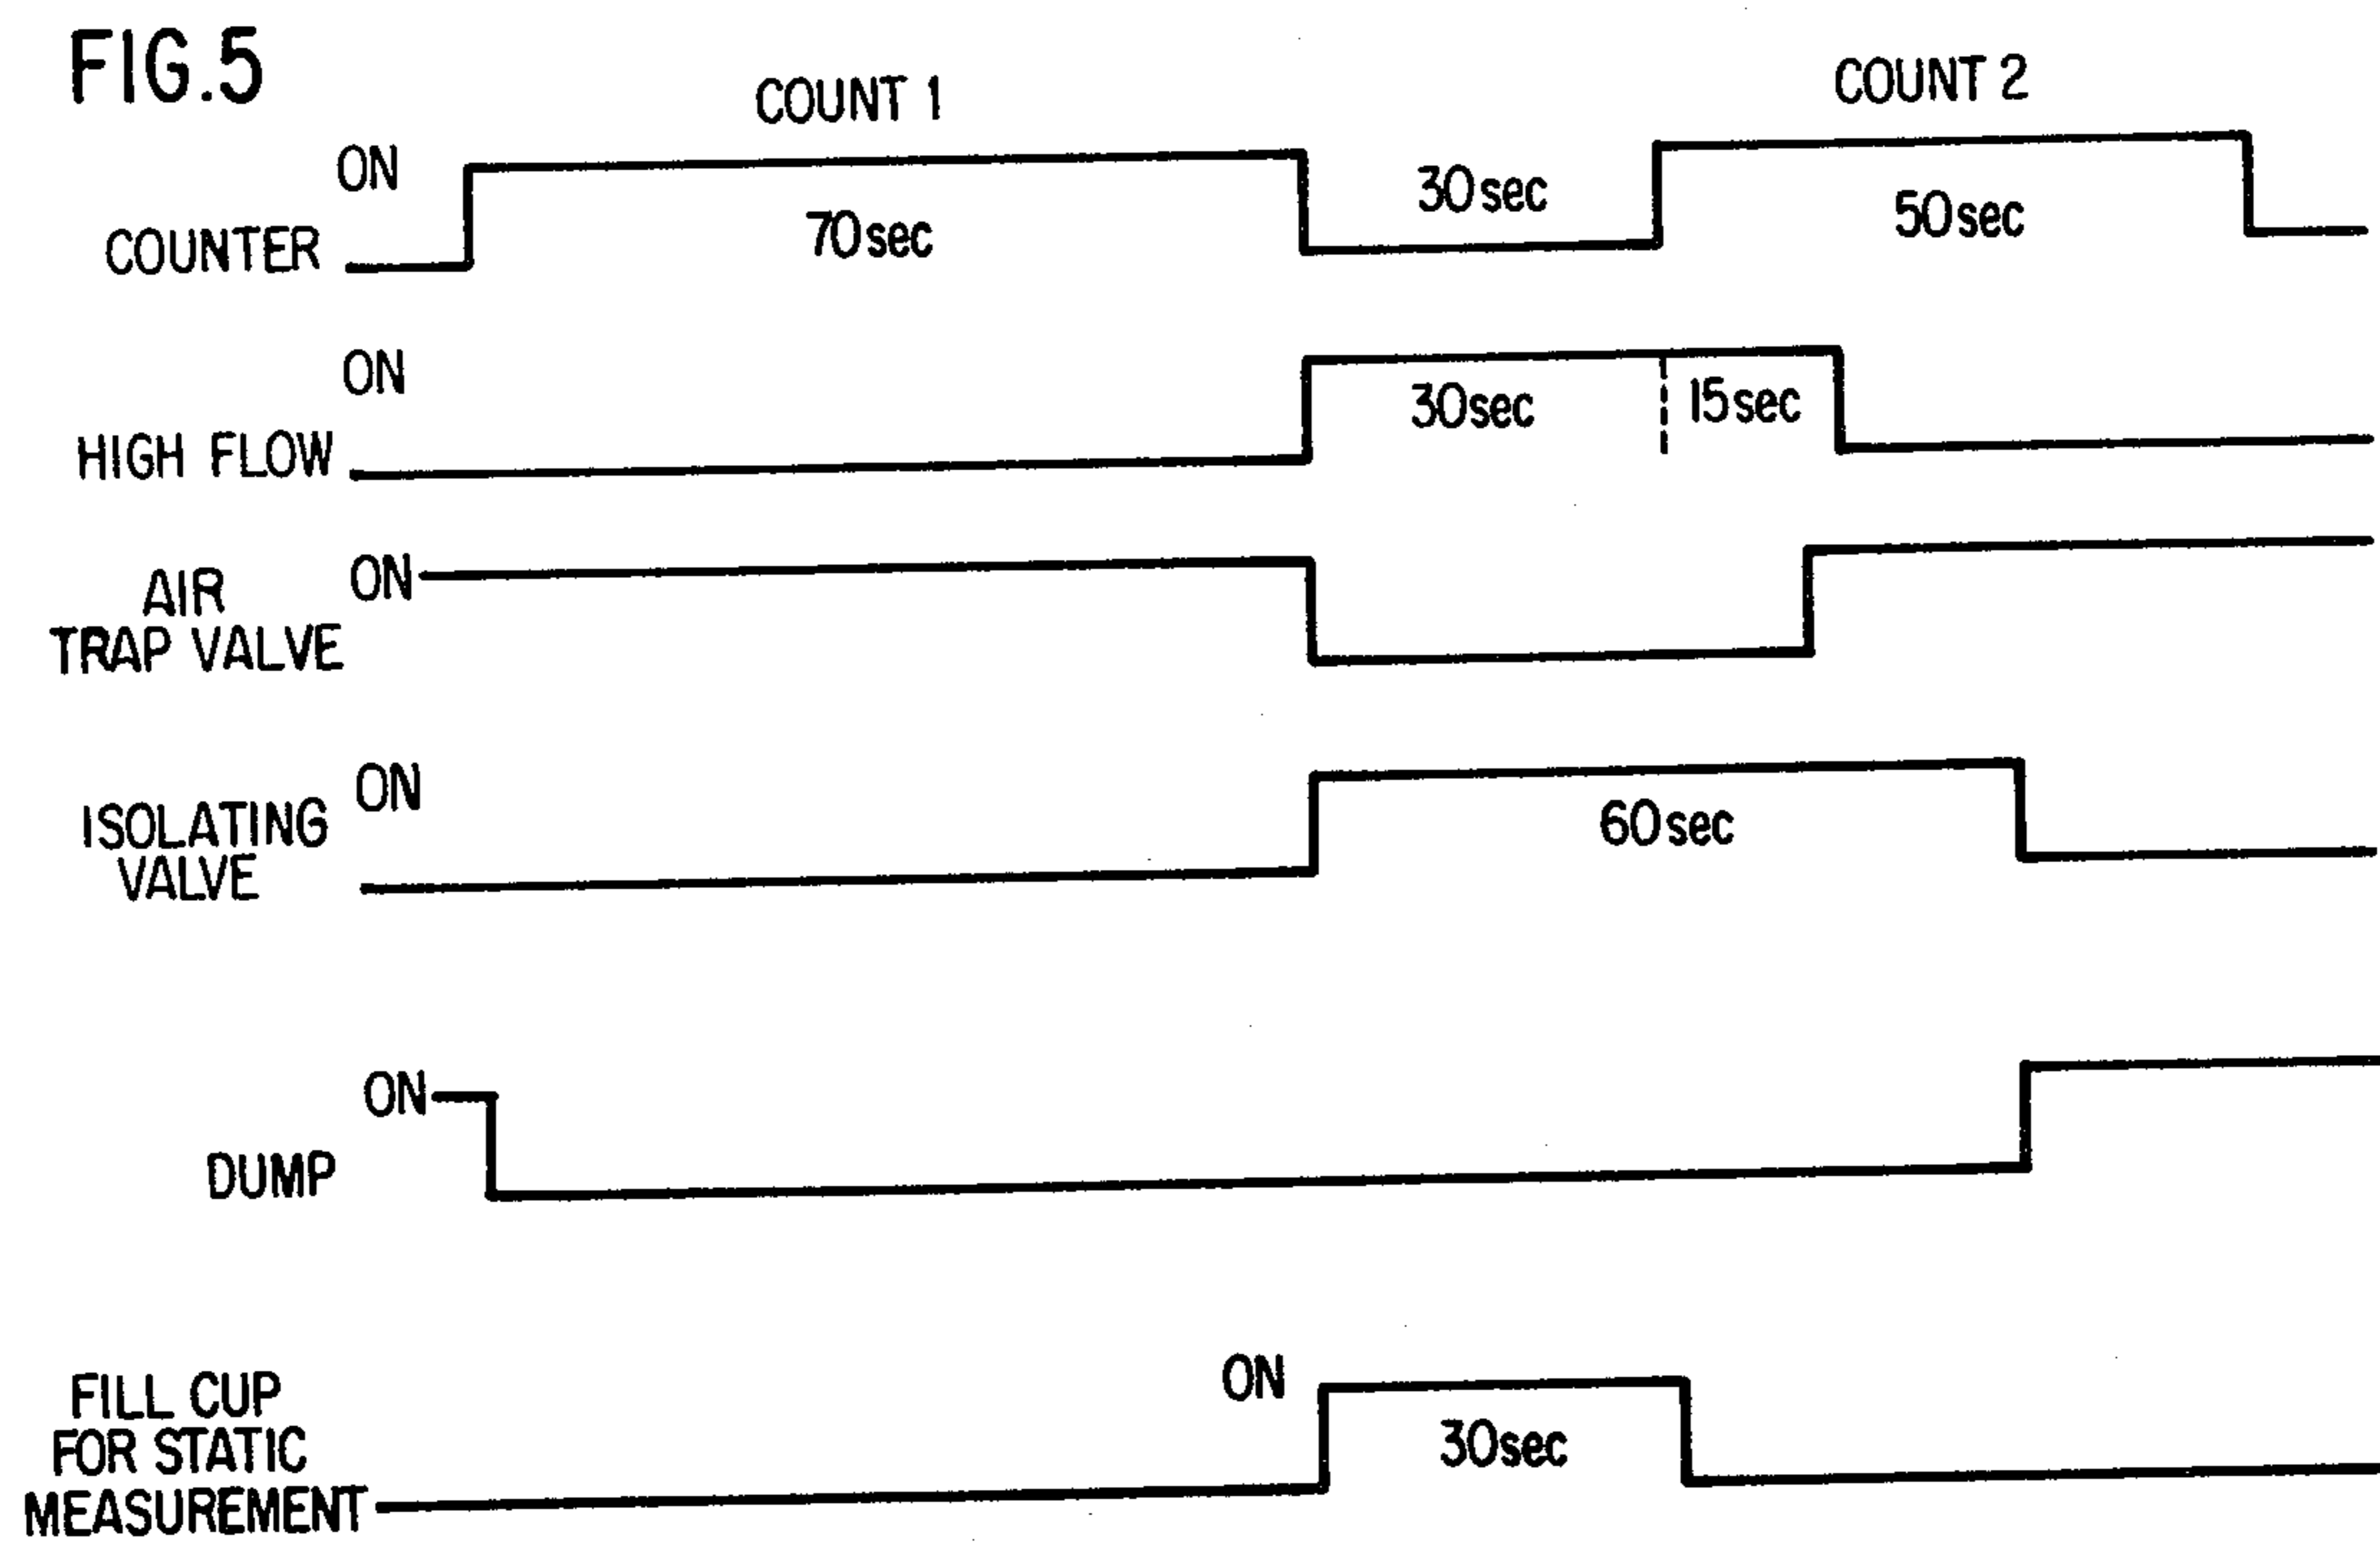 FIG.5
COUNT 1
COUNT 2
ON
COUNTER
70sec
30sec
50sec
ON
HIGH FLOW
30sec
15sec
ON
AIR
TRAP VALVE
ON
ISOLATING
VALVE
60sec
ON
DUMP
ON
FILL CUP
FOR STATIC
MEASUREMENT
30sec